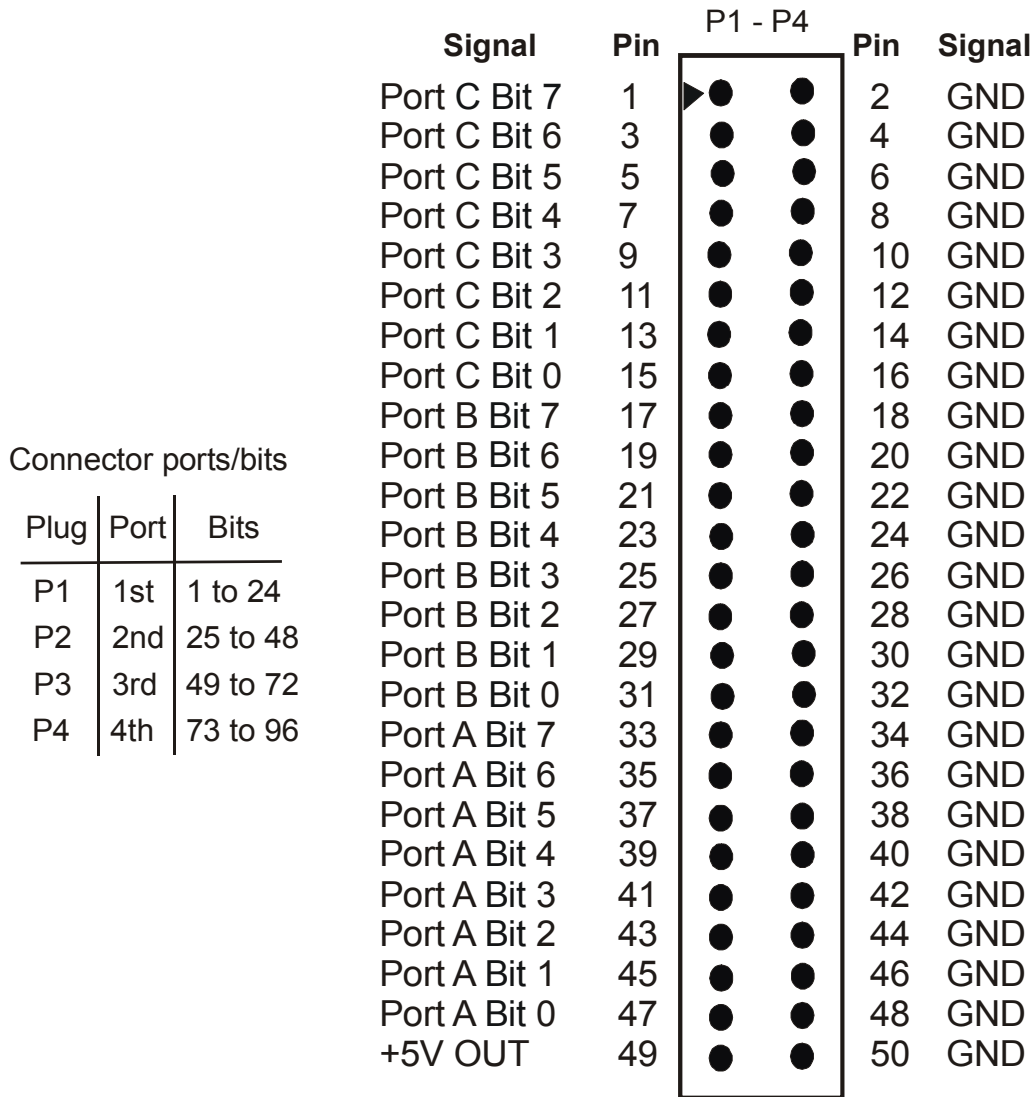 P1 - P4
Signal Pin Pin Signal
Port C Bit 7 1 2 GND
Port C Bit 6 3 4 GND
Port C Bit 5 5 6 GND
Port C Bit 4 7 8 GND
Port C Bit 3 9 10 GND
Port C Bit 2 11 12 GND
Port C Bit 1 13 14 GND
Port C Bit 0 15 16 GND
Port B Bit 7 17 18 GND
Port B Bit 6 19 20 GND
Port B Bit 5 21 22 GND
Port B Bit 4 23 24 GND
Port B Bit 3 25 26 GND
Port B Bit 2 27 28 GND
Port B Bit 1 29 30 GND
Port B Bit 0 31 32 GND
Port A Bit 7 33 34 GND
Port A Bit 6 35 36 GND
Port A Bit 5 37 38 GND
Port A Bit 4 39 40 GND
Port A Bit 3 41 42 GND
Port A Bit 2 43 44 GND
Port A Bit 1 45 46 GND
Port A Bit 0 47 48 GND
+5V OUT 49 50 GND
Connector ports/bits
Plug Port Bits
P1 1st 1 to 24
P2 2nd 25 to 48
P3 3rd 49 to 72
P4 4th 73 to 96